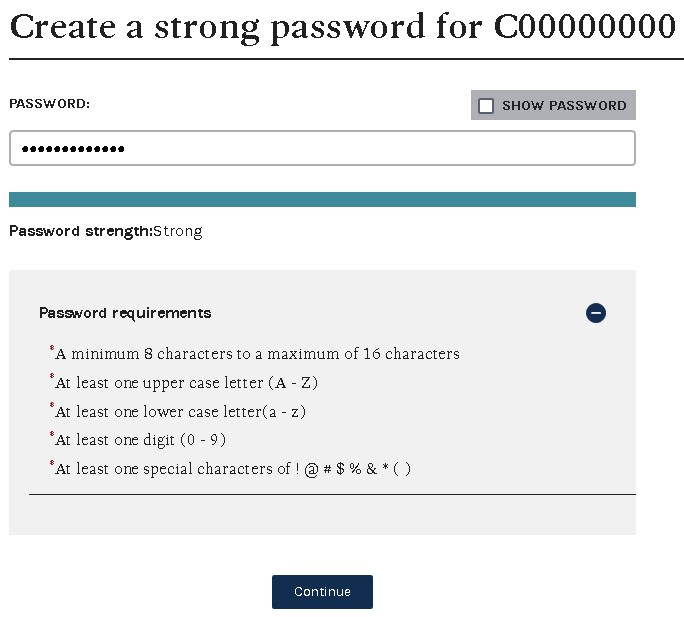 Create a strong password for C00000000
PASSWORD:
SHOW PASSWORD
•••••••••••••
Password strength:Strong
Password requirements
*A minimum 8 characters to a maximum of 16 characters
*At least one upper case letter (A - Z)
*At least one lower case letter(a - z)
*At least one digit (0 - 9)
*At least one special characters of ! @ # $ % & * ( )
Continue